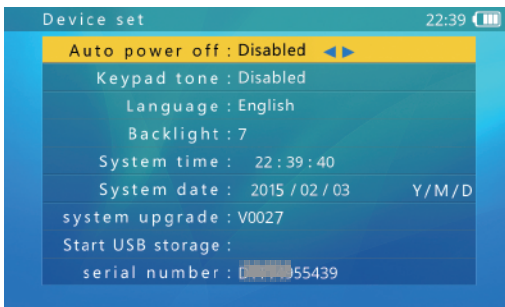 Device set 22:39
Auto power off : Disabled
Keypad tone : Disabled
Language : English
Backlight : 7
System time : 22 : 39 : 40
System date : 2015 / 02 / 03 Y/M/D
system upgrade : V0027
Start USB storage :
serial number : 955439